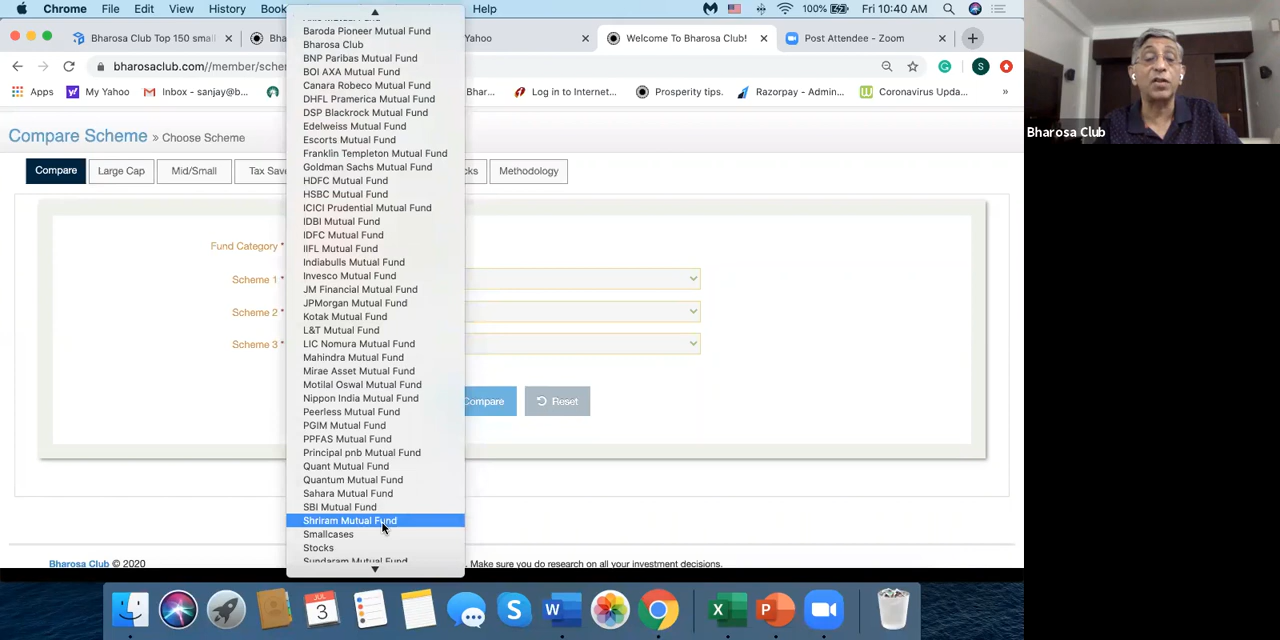 Chrome File Edit View History Book Help 100% Fri 10:40 AM
Bharosa Club Top 150 small Bha Yahoo Welcome To Bharosa Club! Post Attendee - Zoom
bharosaclub.com//member/scher S
Apps My Yahoo Inbox - sanjay@b... Bhar... Log in to Internet... Prosperity tips. Razorpay - Admin... Coronavirus Upda... »
Compare Scheme » Choose Scheme
Compare Large Cap Mid/Small Tax Save cks Methodology
Fund Category *
Scheme 1 *
Scheme 2 *
Scheme 3 *
Compare Reset
Baroda Pioneer Mutual Fund
Bharosa Club
BNP Paribas Mutual Fund
BOI AXA Mutual Fund
Canara Robeco Mutual Fund
DHFL Pramerica Mutual Fund
DSP Blackrock Mutual Fund
Edelweiss Mutual Fund
Escorts Mutual Fund
Franklin Templeton Mutual Fund
Goldman Sachs Mutual Fund
HDFC Mutual Fund
HSBC Mutual Fund
ICICI Prudential Mutual Fund
IDBI Mutual Fund
IDFC Mutual Fund
IIFL Mutual Fund
Indiabulls Mutual Fund
Invesco Mutual Fund
JM Financial Mutual Fund
JPMorgan Mutual Fund
Kotak Mutual Fund
L&T Mutual Fund
LIC Nomura Mutual Fund
Mahindra Mutual Fund
Mirae Asset Mutual Fund
Motilal Oswal Mutual Fund
Nippon India Mutual Fund
Peerless Mutual Fund
PGIM Mutual Fund
PPFAS Mutual Fund
Principal pnb Mutual Fund
Quant Mutual Fund
Quantum Mutual Fund
Sahara Mutual Fund
SBI Mutual Fund
Shriram Mutual Fund
Smallcases
Stocks
Sundaram Mutual Fund
Bharosa Club © 2020 . Make sure you do research on all your investment decisions.
Bharosa Club
JUL
3
S W X P